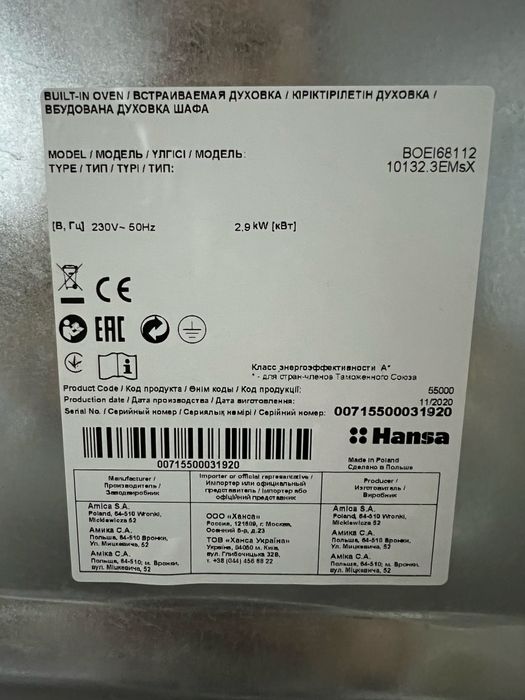 BUILT-IN OVEN / ВСТРАИВАЕМАЯ ДУХОВКА / КІРІКТІРІЛЕТІН ДУХОВКА /
ВБУДОВАНА ДУХОВКА ШАФА
MODEL / МОДЕЛЬ / ҮЛГІСІ / МОДЕЛЬ: BOEI68112
TYPE / ТИП / ТҮРІ / ТИП: 10132.3EMsX
[В, Гц] 230V~ 50Hz 2.9 kW [кВт]
CE
EAC
i
Класс энергоэффективности A*
* - для стран-членов Таможенного Союза
Product Code / Код продукта / Өнім коды / Код продукції: 55000
Production date / Дата производства / Дата виготовлення: 11/2020
Serial No. / Серийный номер / Сериялық нөмірі / Серійний номер: 00715500031920
00715500031920
Hansa
Made in Poland
Сделано в Польше
Manufacturer /
Производитель /
Заводвиробник
Importer or official representative /
Импортер или официальный
представитель / Імпортер або
офіційний представник
Producer /
Изготовитель /
Виробник
Amica S.A.
Poland, 64-510 Wronki,
Mickiewicza 52
Амика С.А.
Польша, 64-510 Вронки,
Ул. Мицкевича, 52
Аміка С.А.
Польща, 64-510; м. Вронки,
вул. Міцкевича, 52
ООО «Ханса»
Россия, 121609, г. Москва,
Осенний б-р, д.23
ТОВ «Ханса Україна»
Україна, 04050 м. Київ,
вул. Глибочицька 32В,
т. +38 (044) 456 68 22
Amica S.A.
Poland, 64-510 Wronki,
Mickiewicza 52
Амика С.А.
Польша, 64-510 Вронки,
ул. Мицкевича, 52
Аміка С.А.
Польща, 64-510; м. Вронки,
вул. Міцкевича, 52